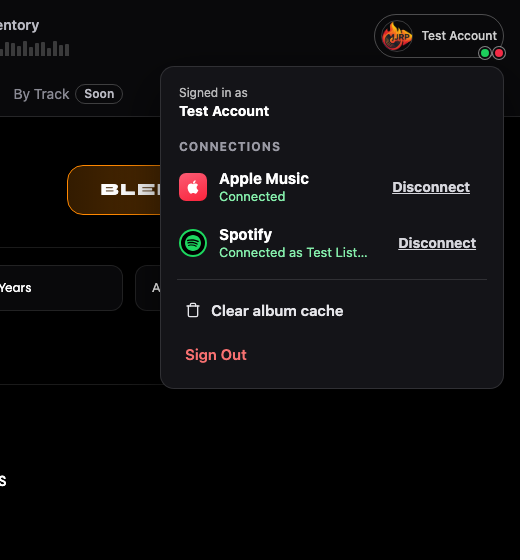 entory
Test Account
By Track Soon
Signed in as
Test Account
CONNECTIONS
Apple Music
Connected
Disconnect
Spotify
Connected as Test List...
Disconnect
BLE
Years
A
Clear album cache
Sign Out
s